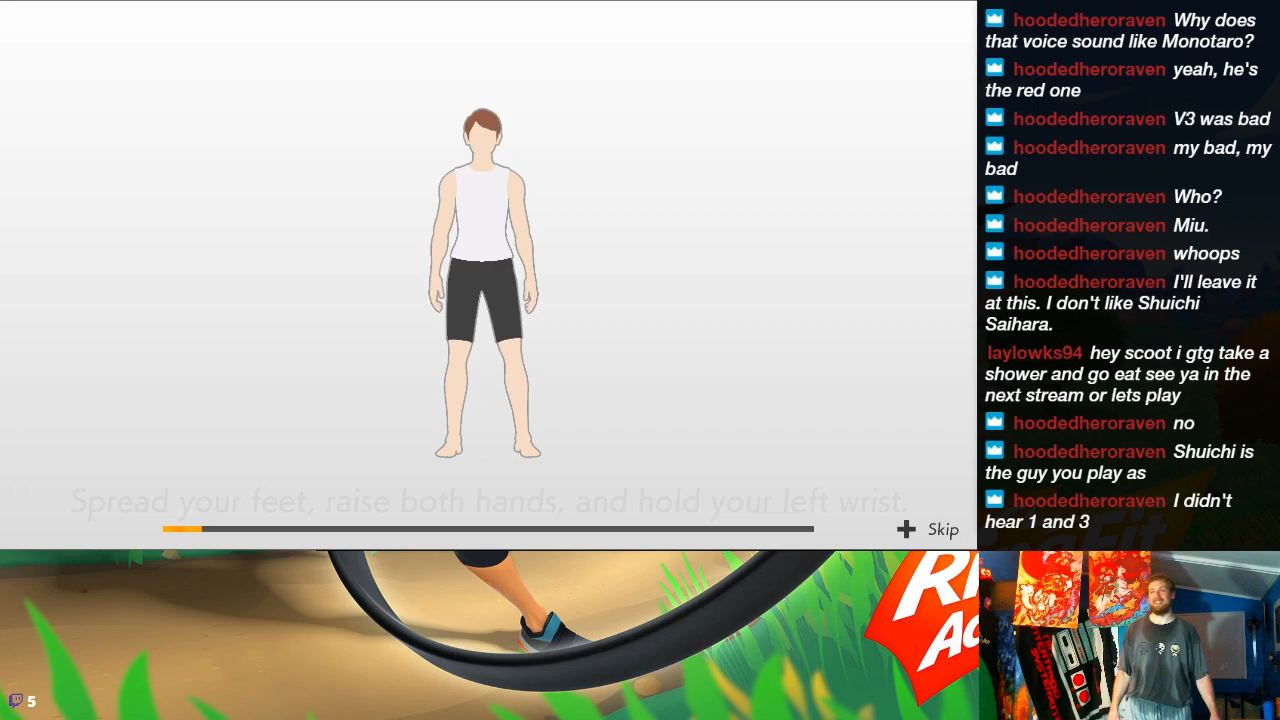 hoodedheroraven Why does
that voice sound like Monotaro?
hoodedheroraven yeah, he's
the red one
hoodedheroraven V3 was bad
hoodedheroraven my bad, my
bad
hoodedheroraven Who?
hoodedheroraven Miu.
hoodedheroraven whoops
hoodedheroraven I'll leave it
at this. I don't like Shuichi
Saihara.
laylowks94 hey scoot i gtg take a
shower and go eat see ya in the
next stream or lets play
hoodedheroraven no
hoodedheroraven Shuichi is
the guy you play as
hoodedheroraven I didn't
hear 1 and 3
Spread your feet, raise both hands, and hold your left wrist.
Skip
5